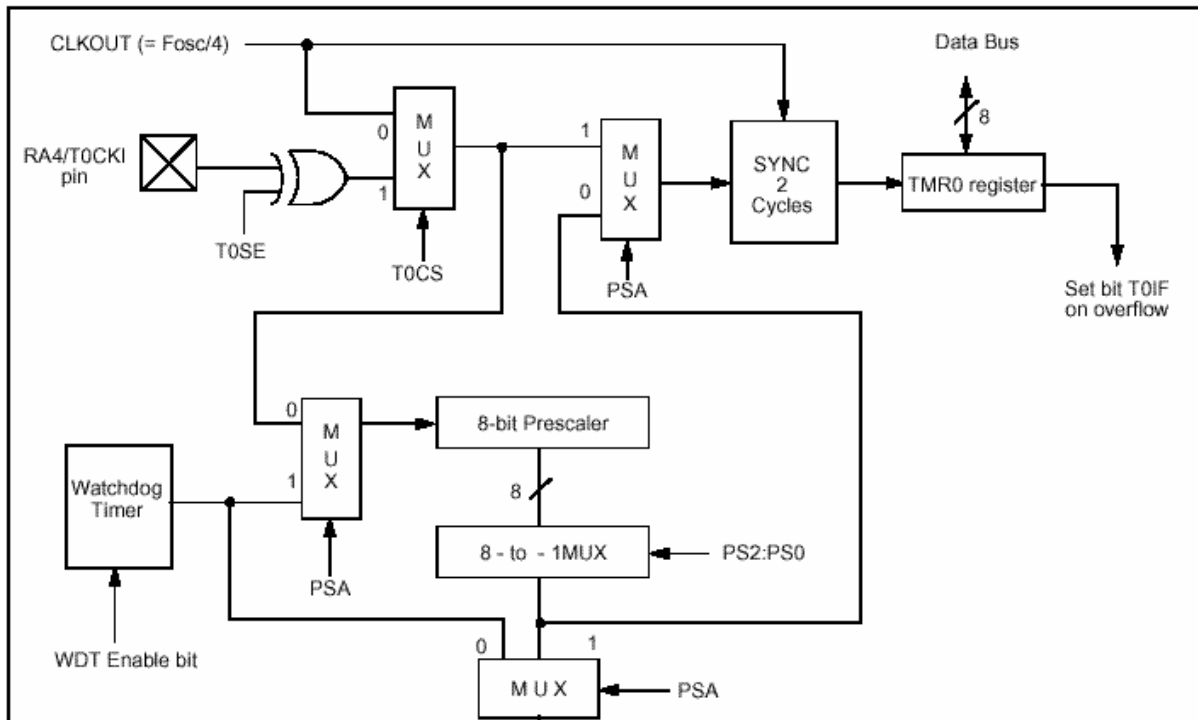 CLKOUT (= Fosc/4)
Data Bus
8
0
M
U
X
1
RA4/T0CKI
pin
T0SE
T0CS
1
0
M
U
X
PSA
SYNC
2
Cycles
TMR0 register
Set bit T0IF
on overflow
0
1
M
U
X
PSA
8-bit Prescaler
8
8 - to - 1MUX
PS2:PS0
Watchdog
Timer
WDT Enable bit
0
1
M U X
PSA